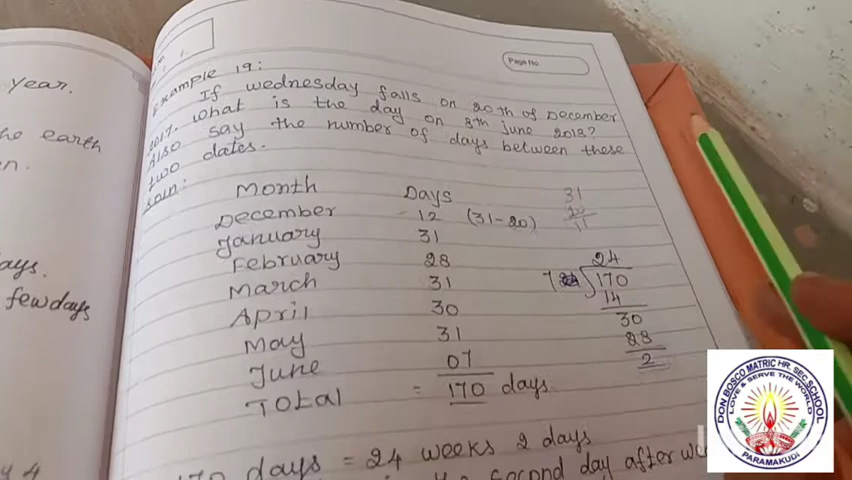 year.
he earth
n.
ays.
few days
y 4
Page No.
Example 19:
If wednesday falls on 20th of December
2017. What is the day on 8th June 2018?
Also say the number of days between these
two dates.
Soln:
Month Days
December 12 (31-20)
January 31
February 28
March 31
April 30
May 31
June 07
Total = 170 days
31
20
11
24
7 170
14
30
28
2
170 days = 24 weeks 2 days
second day after we
DON BOSCO MATRIC HR. SEC SCHOOL
LOVE & SERVE THE WORLD
PARAMAKUDI